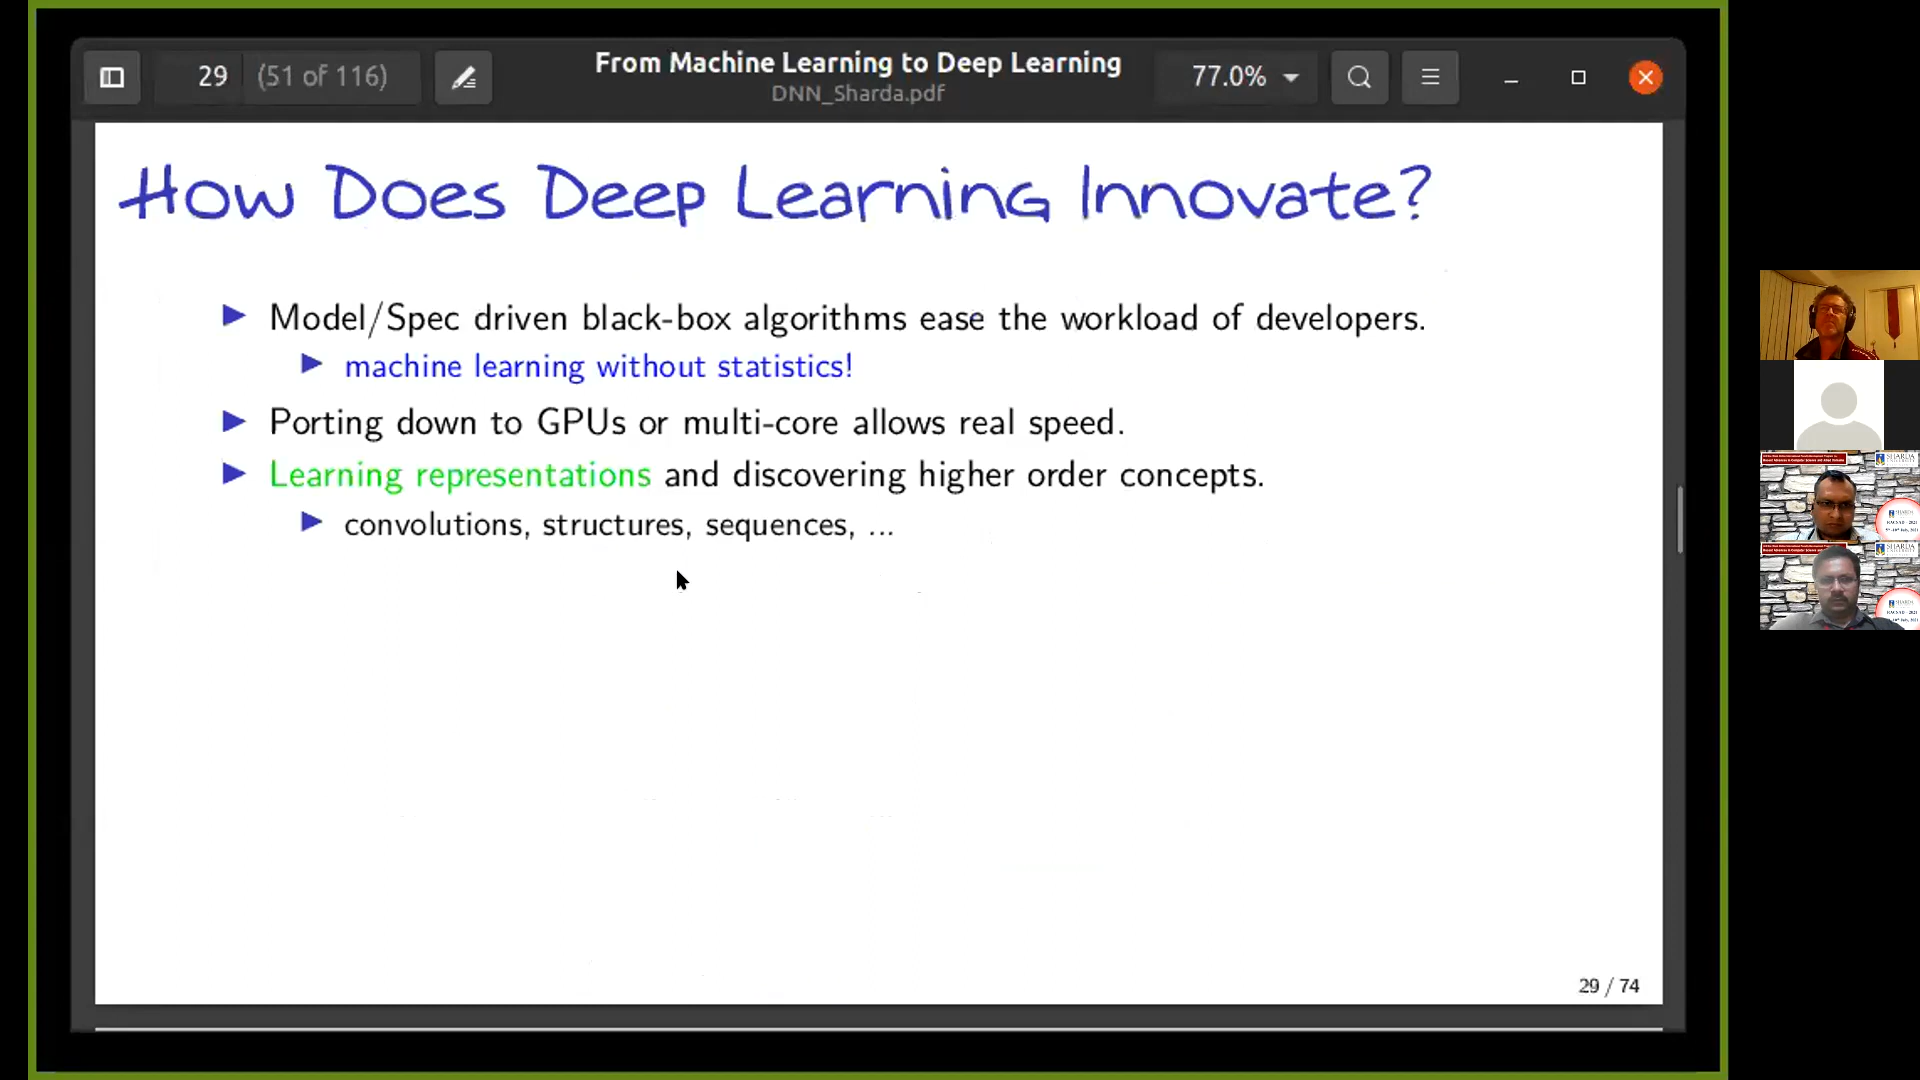 From Machine Learning to Deep Learning
29 (51 of 116)
DNN_Sharda.pdf
77.0%
How Does Deep Learning Innovate?
Model/Spec driven black-box algorithms ease the workload of developers.
machine learning without statistics!
Porting down to GPUs or multi-core allows real speed.
Learning representations and discovering higher order concepts.
convolutions, structures, sequences, ...
29 / 74
SHARDA
SHARDA